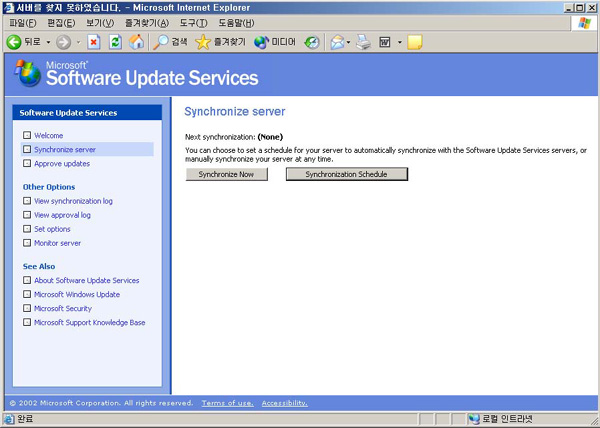 서버를 찾지 못하였습니다. - Microsoft Internet Explorer
파일(F) 편집(E) 보기(V) 즐겨찾기(A) 도구(T) 도움말(H)
뒤로 검색 즐겨찾기 미디어
Microsoft
Software Update Services
Software Update Services
Welcome
Synchronize server
Approve updates
Other Options
View synchronization log
View approval log
Set options
Monitor server
See Also
About Software Update Services
Microsoft Windows Update
Microsoft Security
Microsoft Support Knowledge Base
Synchronize server
Next synchronization: (None)
You can choose to set a schedule for your server to automatically synchronize with the Software Update Services servers, or
manually synchronize your server at any time.
Synchronize Now Synchronization Schedule
© 2002 Microsoft Corporation. All rights reserved. Terms of use. Accessibility.
완료 로컬 인트라넷